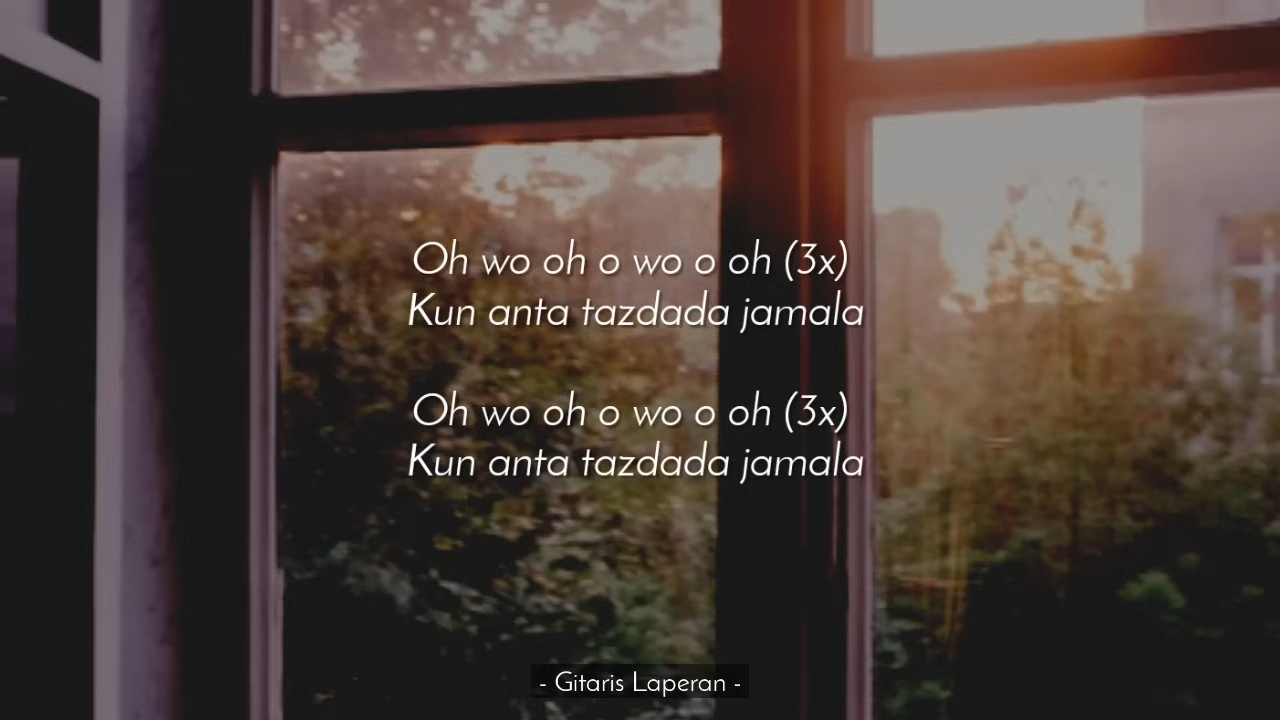 Oh wo oh o wo o oh (3x)
Kun anta tazdada jamala
Oh wo oh o wo o oh (3x)
Kun anta tazdada jamala
- Gitaris Laperan -